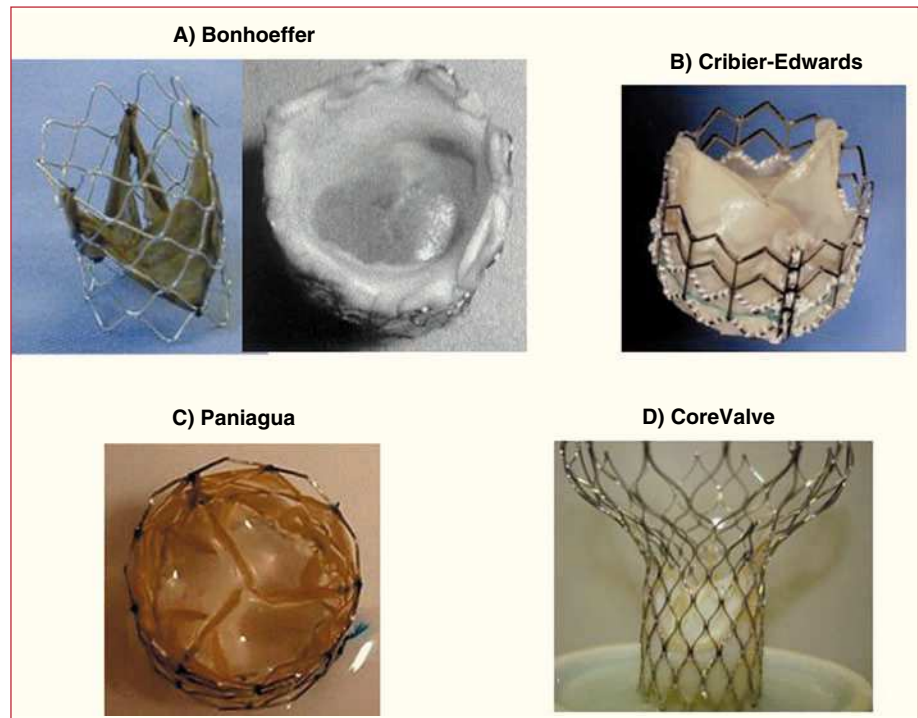 A) Bonhoeffer
B) Cribier-Edwards
C) Paniagua
D) CoreValve